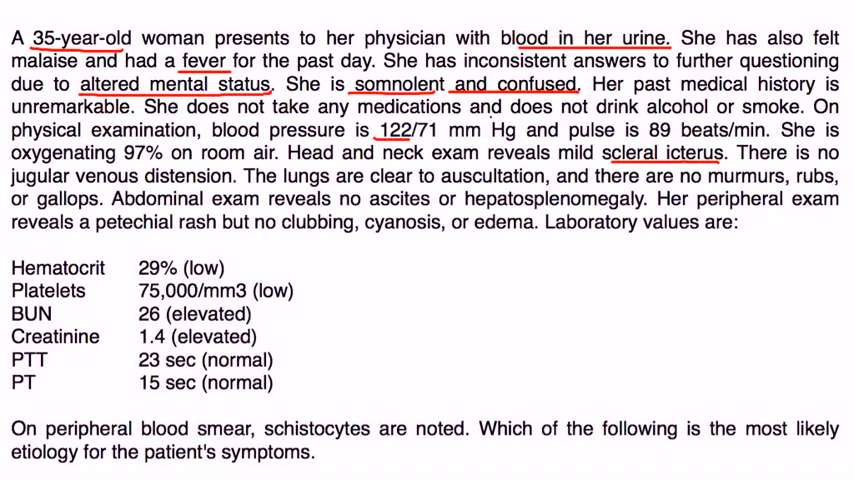 A 35-year-old woman presents to her physician with blood in her urine. She has also felt
malaise and had a fever for the past day. She has inconsistent answers to further questioning
due to altered mental status. She is somnolent and confused. Her past medical history is
unremarkable. She does not take any medications and does not drink alcohol or smoke. On
physical examination, blood pressure is 122/71 mm Hg and pulse is 89 beats/min. She is
oxygenating 97% on room air. Head and neck exam reveals mild scleral icterus. There is no
jugular venous distension. The lungs are clear to auscultation, and there are no murmurs, rubs,
or gallops. Abdominal exam reveals no ascites or hepatosplenomegaly. Her peripheral exam
reveals a petechial rash but no clubbing, cyanosis, or edema. Laboratory values are:
Hematocrit 29% (low)
Platelets 75,000/mm3 (low)
BUN 26 (elevated)
Creatinine 1.4 (elevated)
PTT 23 sec (normal)
PT 15 sec (normal)
On peripheral blood smear, schistocytes are noted. Which of the following is the most likely
etiology for the patient's symptoms.